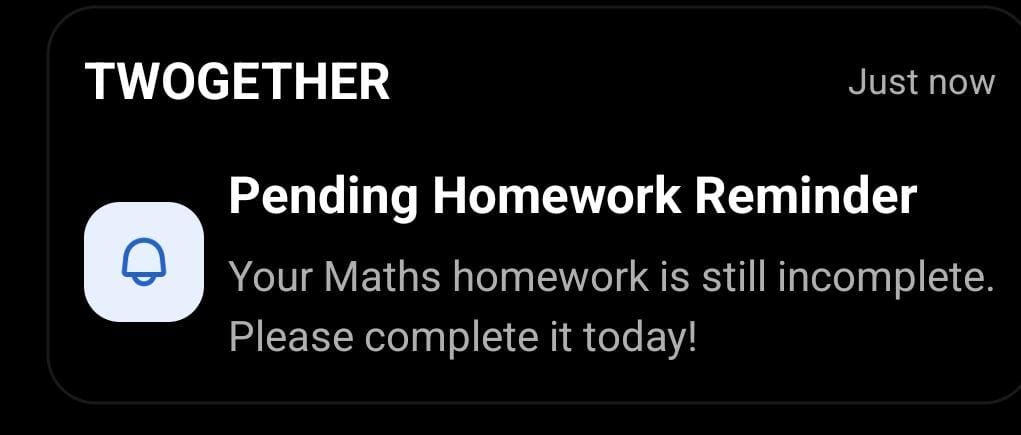 TWOGETHER
Just now
Pending Homework Reminder
Your Maths homework is still incomplete.
Please complete it today!